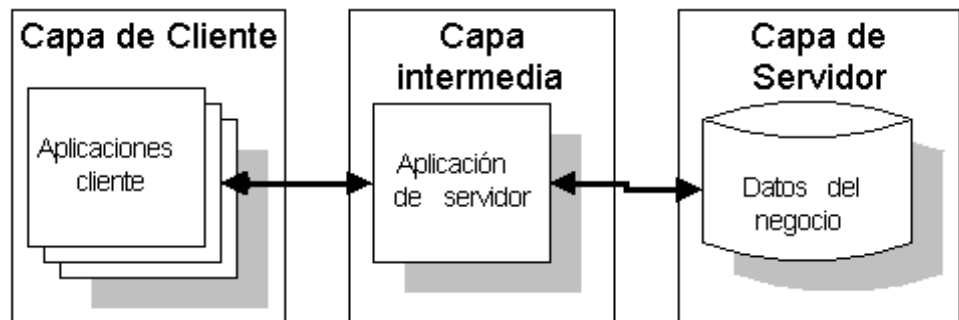 Capa de Cliente
Aplicaciones
cliente
Capa
intermedia
Aplicación
de servidor
Capa de
Servidor
Datos del
negocio